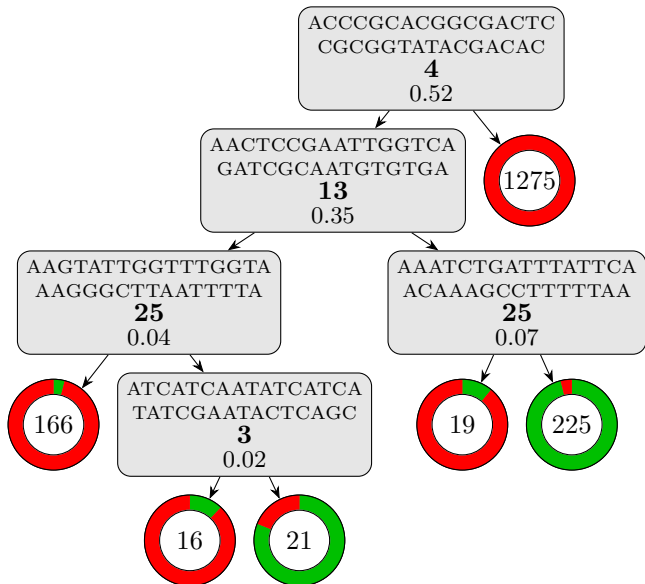 ACCCGCACGGCGACTC
CGCGGTATACGACAC
4
0.52
AACTCCGAATTGGTCA
GATCGCAATGTGTGA
13
0.35
1275
AAGTATTGGTTTGGTA
AAGGGCTTAATTTTA
25
0.04
AAATCTGATTTATTCA
ACAAAGCCTTTTTAA
25
0.07
166
ATCATCAATATCATCA
TATCGAATACTCAGC
3
0.02
19
225
16
21